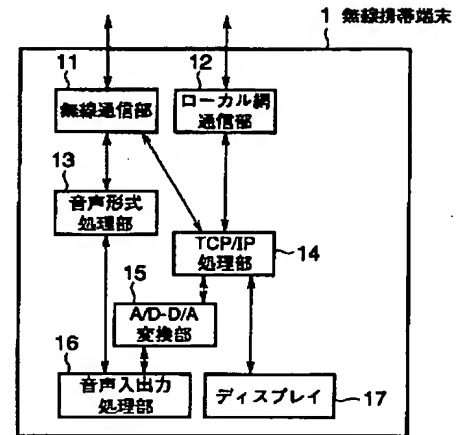 1 無線携帯端末
11
無線通信部
12
ローカル網
通信部
13
音声形式
処理部
TCP/IP
処理部
14
15
A/D-D/A
変換部
16
音声入出力
処理部
ディスプレイ
17